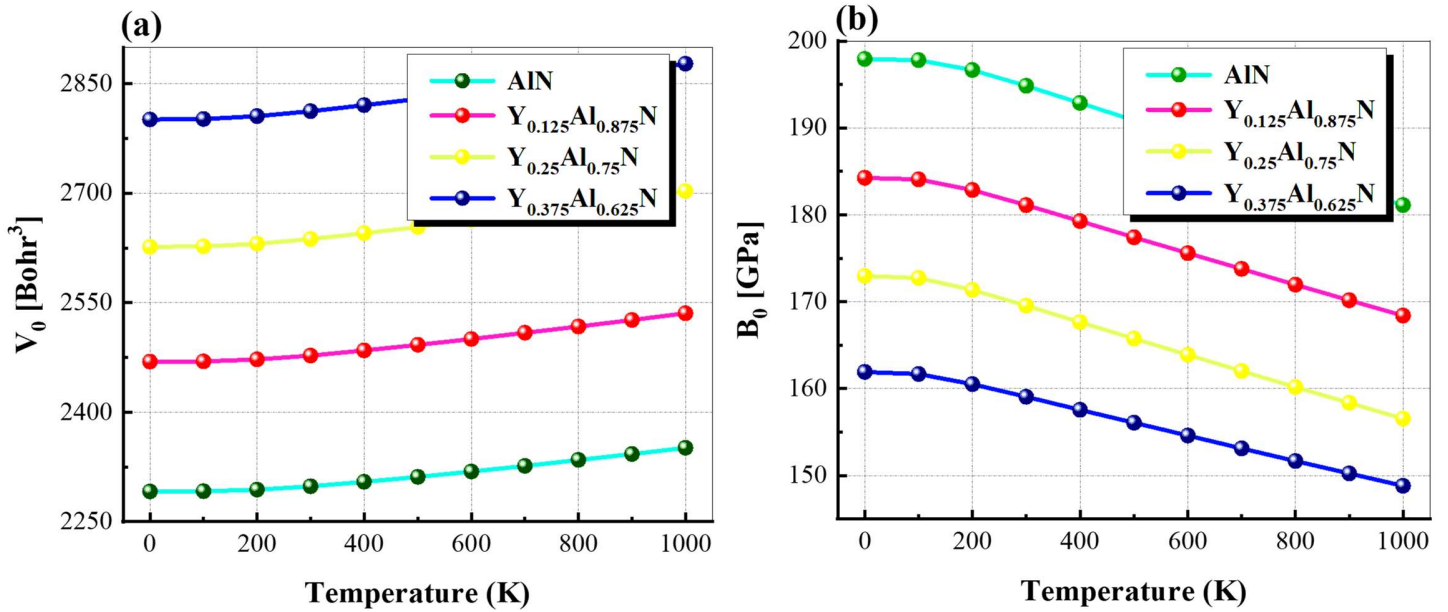 (a)
V₀ [Bohr³]
2850
2700
2550
2400
2250
0 200 400 600 800 1000
Temperature (K)
AlN
Y₀.₁₂₅Al₀.₈₇₅N
Y₀.₂₅Al₀.₇₅N
Y₀.₃₇₅Al₀.₆₂₅N
(b)
B₀ [GPa]
200
190
180
170
160
150
0 200 400 600 800 1000
Temperature (K)
AlN
Y₀.₁₂₅Al₀.₈₇₅N
Y₀.₂₅Al₀.₇₅N
Y₀.₃₇₅Al₀.₆₂₅N